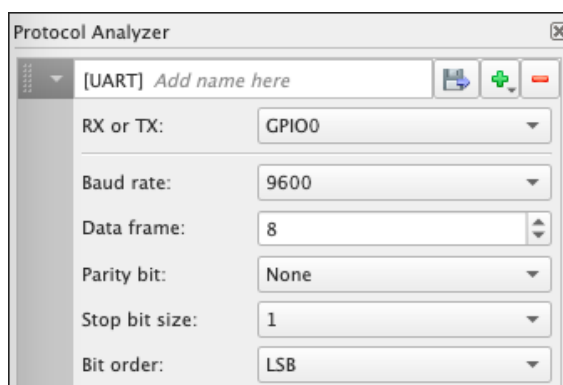 Protocol Analyzer
[UART] Add name here
RX or TX: GPIO0
Baud rate: 9600
Data frame: 8
Parity bit: None
Stop bit size: 1
Bit order: LSB